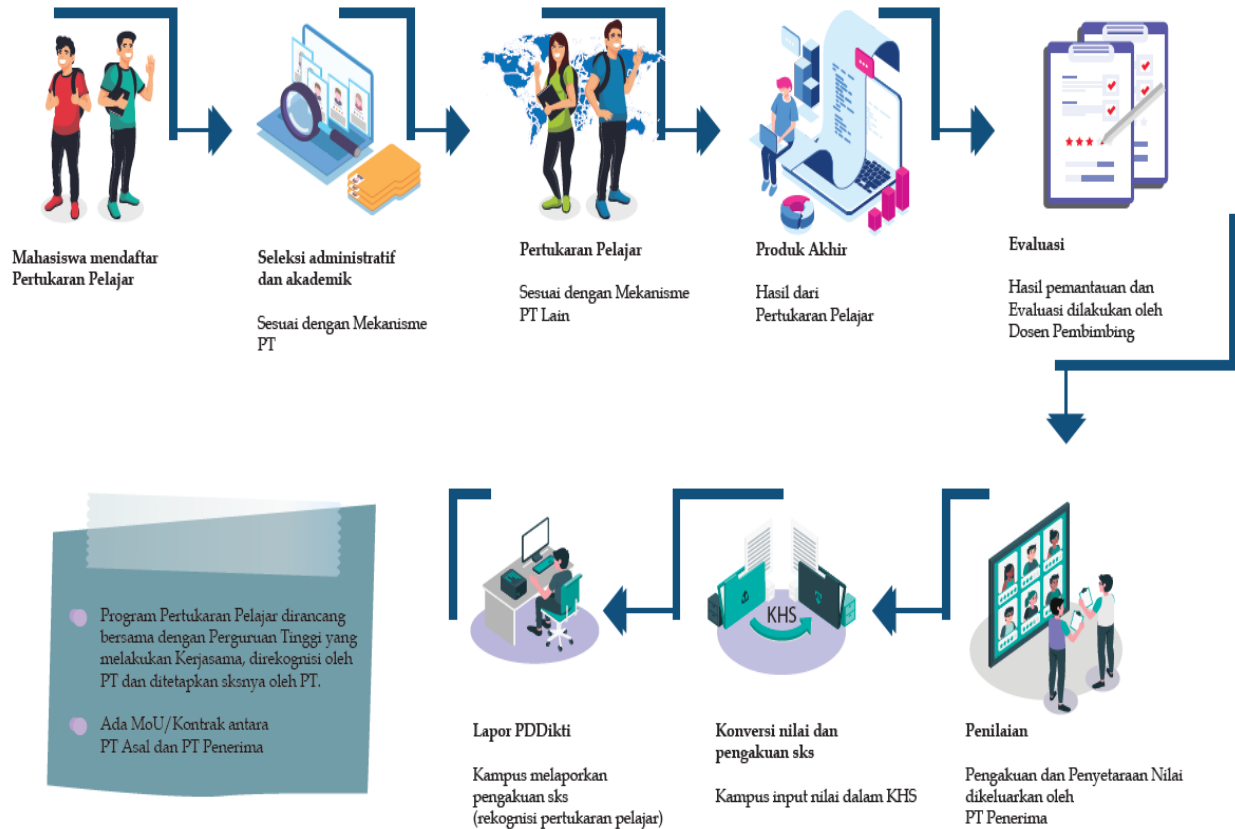 Mahasiswa mendaftar
Pertukaran Pelajar
Seleksi administratif
dan akademik
Sesuai dengan Mekanisme
PT
Pertukaran Pelajar
Sesuai dengan Mekanisme
PT Lain
Produk Akhir
Hasil dari
Pertukaran Pelajar
Evaluasi
Hasil pemantauan dan
Evaluasi dilakukan oleh
Dosen Pembimbing
Penilaian
Pengakuan dan Penyetaraan Nilai
dikeluarkan oleh
PT Penerima
KHS
Konversi nilai dan
pengakuan sks
Kampus input nilai dalam KHS
Lapor PDDikti
Kampus melaporkan
pengakuan sks
(rekognisi pertukaran pelajar)
Program Pertukaran Pelajar dirancang
bersama dengan Perguruan Tinggi yang
melakukan Kerjasama, direkognisi oleh
PT dan ditetapkan sksnya oleh PT.
Ada MoU/Kontrak antara
PT Asal dan PT Penerima